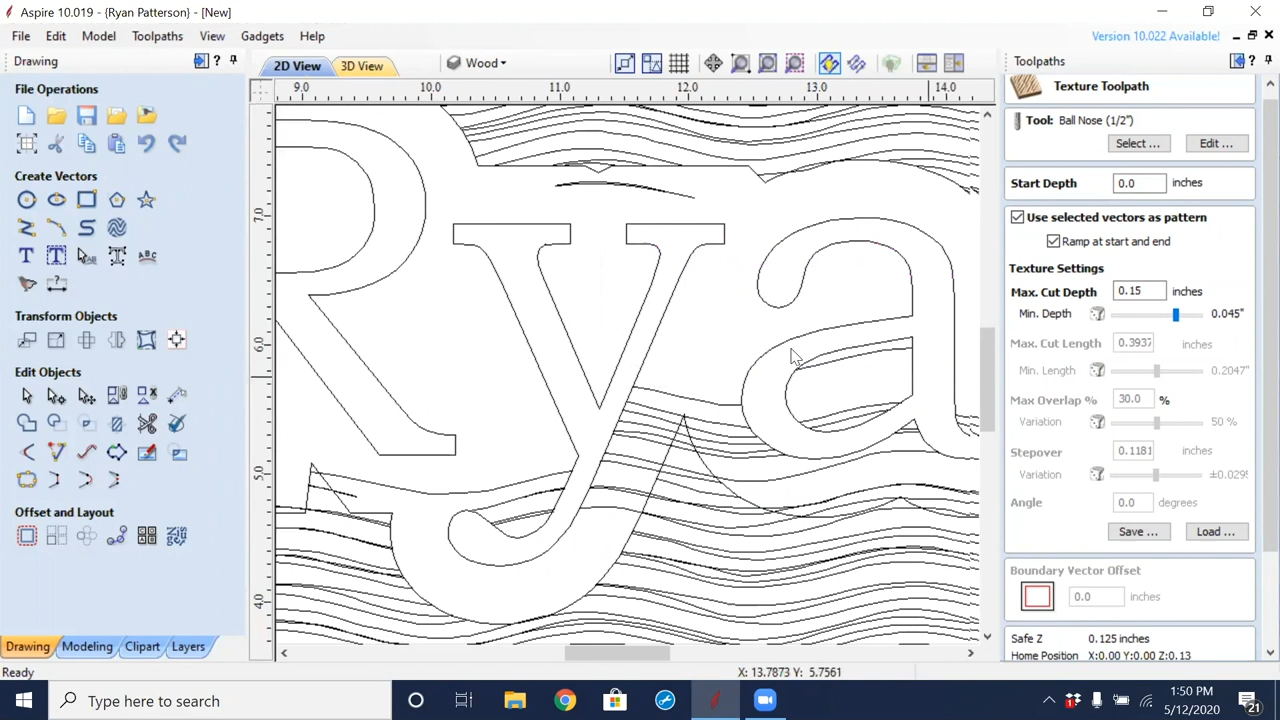 Aspire 10.019 - {Ryan Patterson} - [New]
File Edit Model Toolpaths View Gadgets Help
Version 10.022 Available!
Drawing
2D View 3D View
Wood
Toolpaths
File Operations
Create Vectors
Transform Objects
Edit Objects
Offset and Layout
9.0 10.0 11.0 12.0 13.0 14.0
7.0
6.0
5.0
4.0
Rya
Texture Toolpath
Tool: Ball Nose (1/2")
Select ... Edit ...
Start Depth 0.0 inches
Use selected vectors as pattern
Ramp at start and end
Texture Settings
Max. Cut Depth 0.15 inches
Min. Depth 0.045"
Max. Cut Length 0.3937 inches
Min. Length 0.2047"
Max Overlap % 30.0 %
Variation 50 %
Stepover 0.1181 inches
Variation ±0.0295
Angle 0.0 degrees
Save ... Load ...
Boundary Vector Offset
0.0 inches
Safe Z 0.125 inches
Home Position X:0.00 Y:0.00 Z:0.13
Drawing Modeling Clipart Layers
Ready
X: 13.7873 Y: 5.7561
Type here to search
1:50 PM
5/12/2020
21